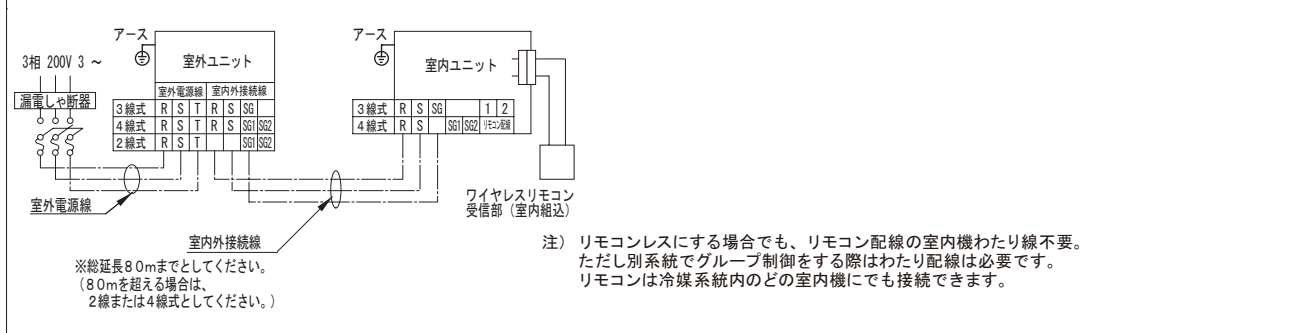 アース
3相 200V 3 ～
漏電しゃ断器
室外ユニット
室外電源線 室内外接続線
3線式 R S T R S SG
4線式 R S T R S SG1 SG2
2線式 R S T SG1 SG2
室外電源線
室内外接続線
※総延長80mまでとしてください。
（80mを超える場合は、
2線または4線式としてください。）
アース
室内ユニット
3線式 R S SG 1 2
4線式 R S SG1 SG2 リモコン配線
ワイヤレスリモコン
受信部（室内組込）
注） リモコンレスにする場合でも、リモコン配線の室内機わたり線不要。
ただし別系統でグループ制御をする際はわたり配線は必要です。
リモコンは冷媒系統内のどの室内機にでも接続できます。